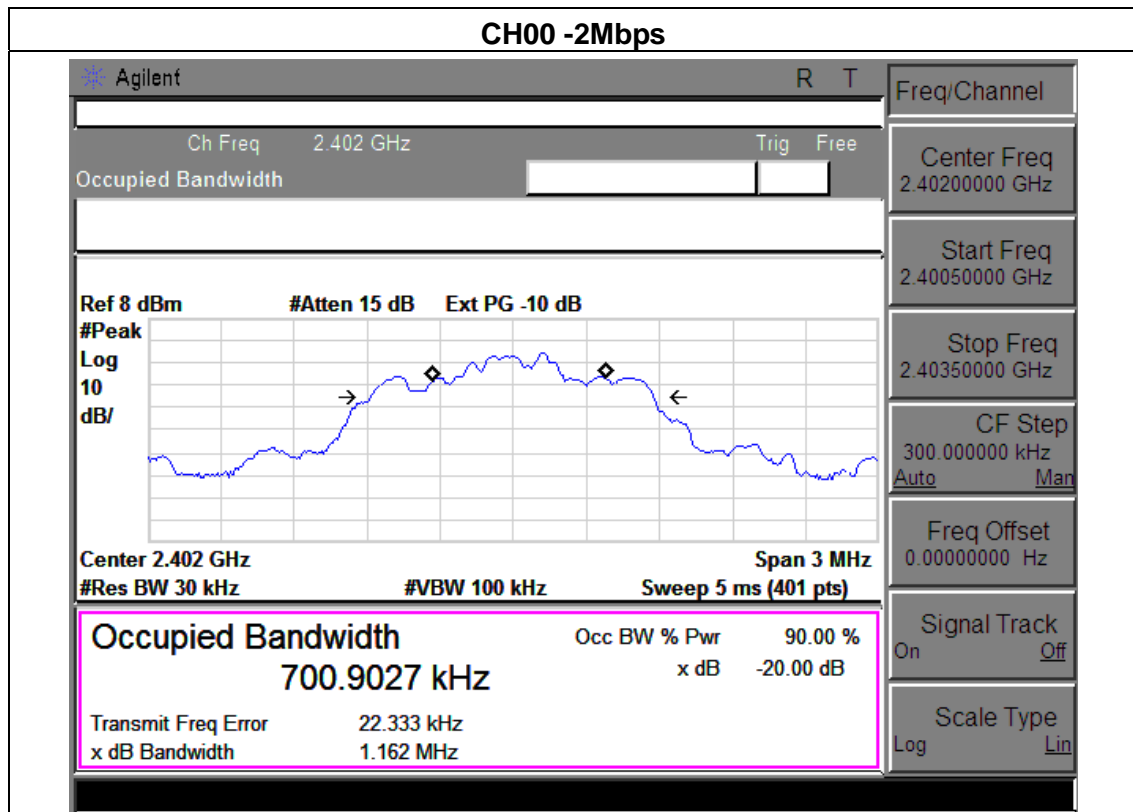 CH00 -2Mbps
Agilent R T
Ch Freq 2.402 GHz Trig Free
Occupied Bandwidth
Ref 8 dBm #Atten 15 dB Ext PG -10 dB
#Peak
Log
10
dB/
Center 2.402 GHz Span 3 MHz
#Res BW 30 kHz #VBW 100 kHz Sweep 5 ms (401 pts)
Occupied Bandwidth Occ BW % Pwr 90.00 %
700.9027 kHz x dB -20.00 dB
Transmit Freq Error 22.333 kHz
x dB Bandwidth 1.162 MHz
Freq/Channel
Center Freq
2.40200000 GHz
Start Freq
2.40050000 GHz
Stop Freq
2.40350000 GHz
CF Step
300.000000 kHz
Auto Man
Freq Offset
0.00000000 Hz
Signal Track
On Off
Scale Type
Log Lin